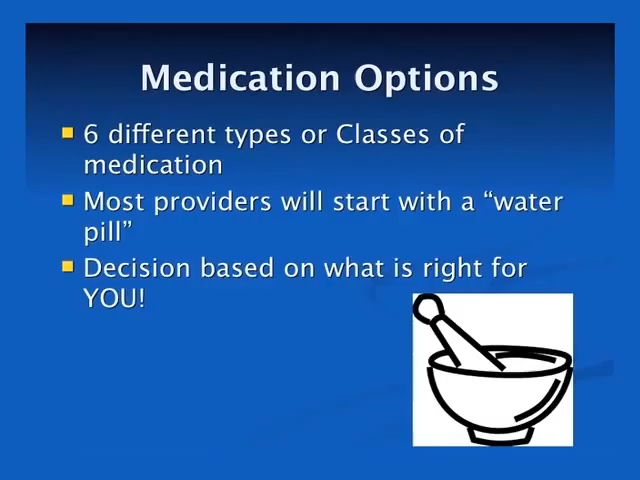 Medication Options
6 different types or Classes of
medication
Most providers will start with a “water
pill”
Decision based on what is right for
YOU!